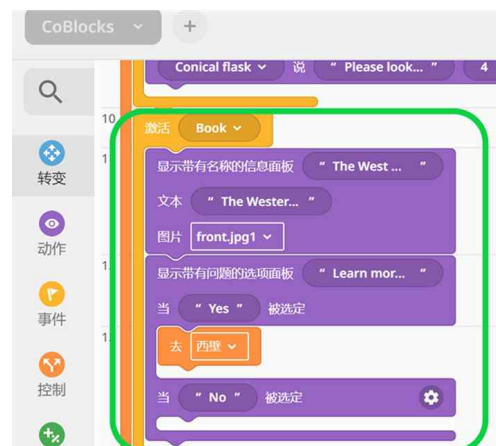 CoBlocks
+
Conical flask 说 “ Please look... ” 4
10
激活 Book
1
显示带有名称的信息面板 “ The West ... ”
文本 “ The Wester... ”
图片 front.jpg1
1
显示带有问题的选项面板 “ Learn mor... ”
当 “ Yes ” 被选定
1
去 西壁
当 “ No ” 被选定
转变
动作
事件
控制